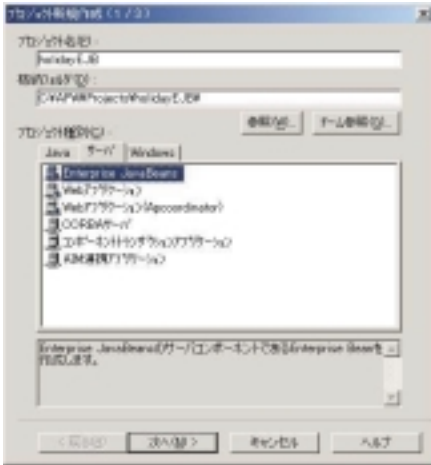 プロジェクト新規作成(1/3)
プロジェクト名(E):
holidayEJB
格納フォルダ(D):
C:¥APW¥Projects¥holidayEJB¥
参照(W)... チーム参照(Q)...
プロジェクト種別(C):
Java サーバ Windows
Enterprise JavaBeans
Webアプリケーション
Webアプリケーション(Apcoordinator)
CORBAサーバ
コンポーネントトランザクションアプリケーション
AIM連携アプリケーション
Enterprise JavaBeansのサーバコンポーネントであるEnterprise Beanを
作成します。
< 戻る(B) 次へ(N) > キャンセル ヘルプ